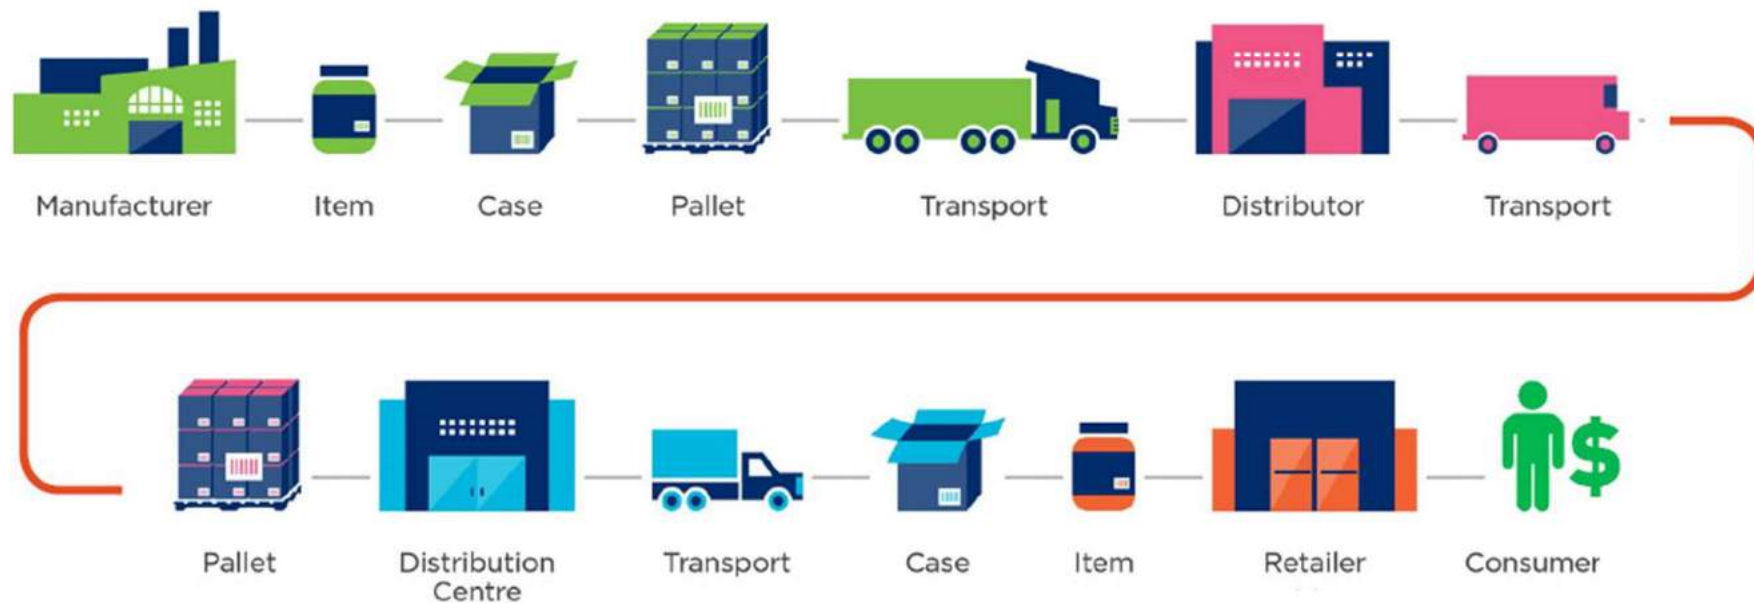 Manufacturer
Item
Case
Pallet
Transport
Distributor
Transport
Pallet
Distribution
Centre
Transport
Case
Item
Retailer
Consumer
$